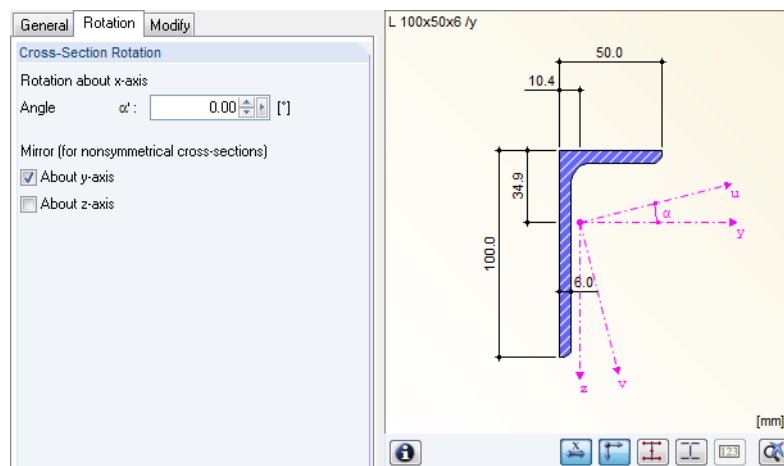 General Rotation Modify
Cross-Section Rotation
Rotation about x-axis
Angle α' : 0.00 [°]
Mirror (for nonsymmetrical cross-sections)
About y-axis
About z-axis
L 100x50x6 /y
50.0
10.4
34.9
100.0
6.0
u
α
y
z
v
[mm]
x
123